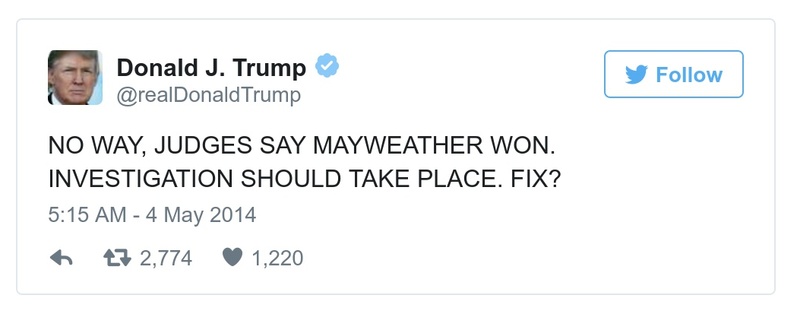 Donald J. Trump
@realDonaldTrump
Follow
NO WAY, JUDGES SAY MAYWEATHER WON.
INVESTIGATION SHOULD TAKE PLACE. FIX?
5:15 AM - 4 May 2014
2,774 1,220